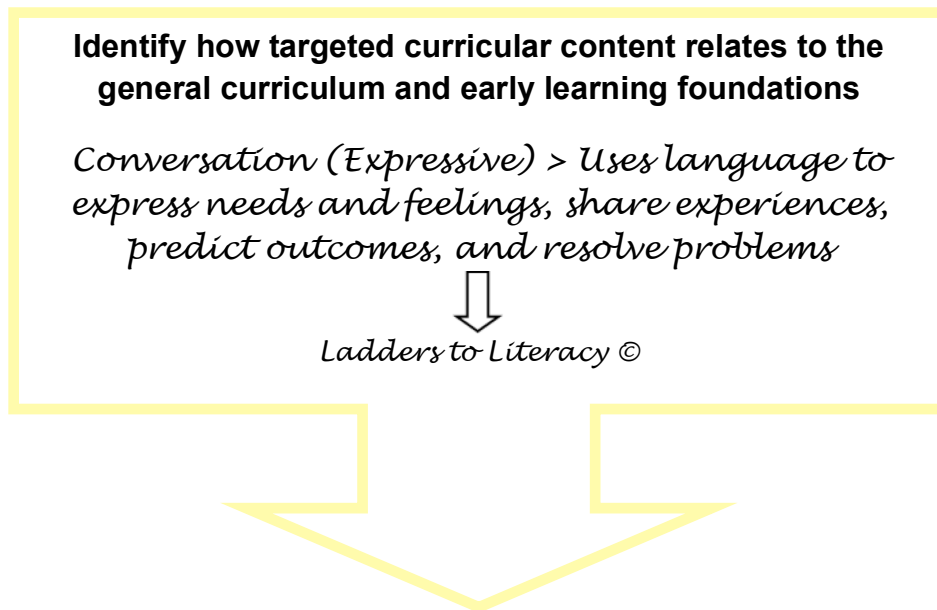 Identify how targeted curricular content relates to the
general curriculum and early learning foundations
Conversation (Expressive) > Uses language to
express needs and feelings, share experiences,
predict outcomes, and resolve problems
Ladders to Literacy ©